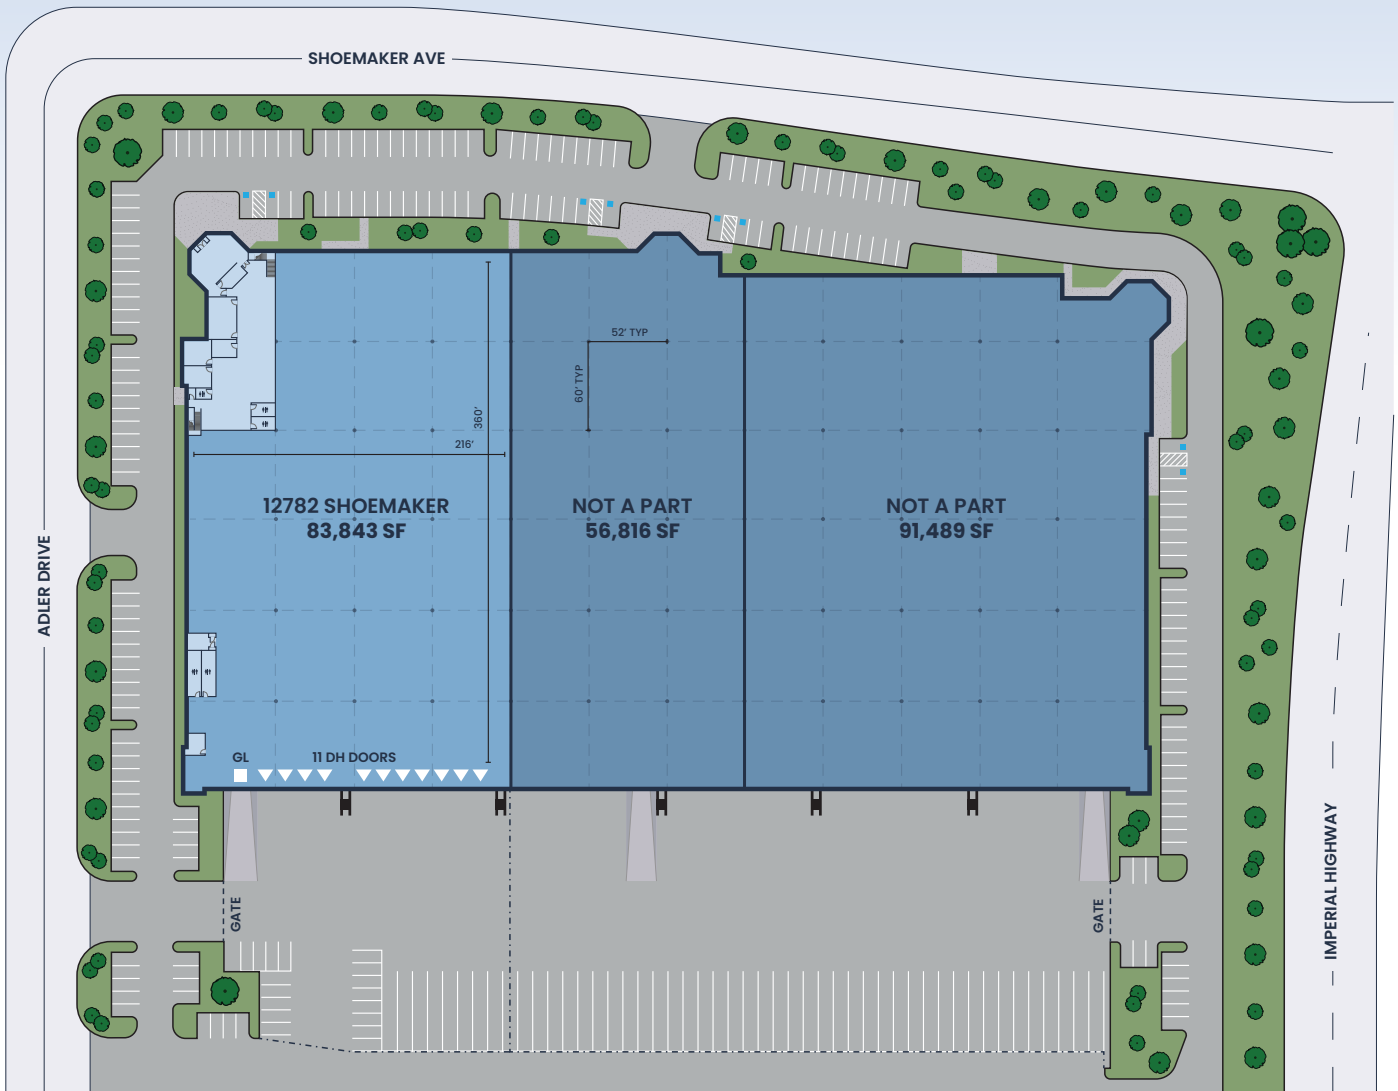 SHOEMAKER AVE
52' TYP
60' TYP
360'
216'
12782 SHOEMAKER
83,843 SF
NOT A PART
56,816 SF
NOT A PART
91,489 SF
ADLER DRIVE
GL
11 DH DOORS
GATE
GATE
IMPERIAL HIGHWAY